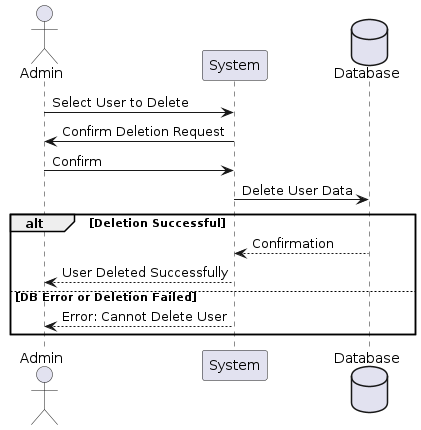 Admin
System
Database
Select User to Delete
Confirm Deletion Request
Confirm
Delete User Data
alt [Deletion Successful]
Confirmation
User Deleted Successfully
[DB Error or Deletion Failed]
Error: Cannot Delete User
Admin
System
Database